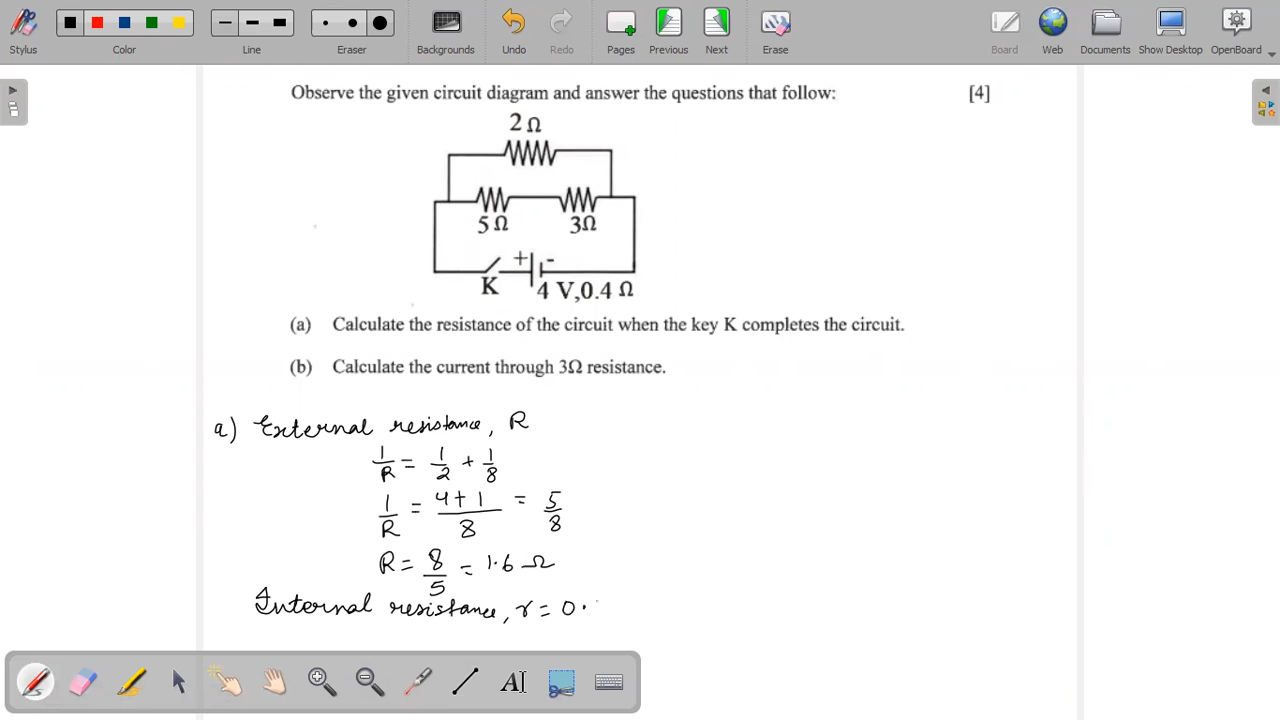 Stylus Color Line Eraser Backgrounds Undo Redo Pages Previous Next Erase Board Web Documents Show Desktop OpenBoard
Observe the given circuit diagram and answer the questions that follow: [4]
2 Ω
5 Ω 3Ω
+ -
K 4 V,0.4 Ω
(a) Calculate the resistance of the circuit when the key K completes the circuit.
(b) Calculate the current through 3Ω resistance.
a) External resistance, R
1/R = 1/2 + 1/8
1/R = 4+1/8 = 5/8
R = 8/5 = 1.6 Ω
Internal resistance, r = 0.